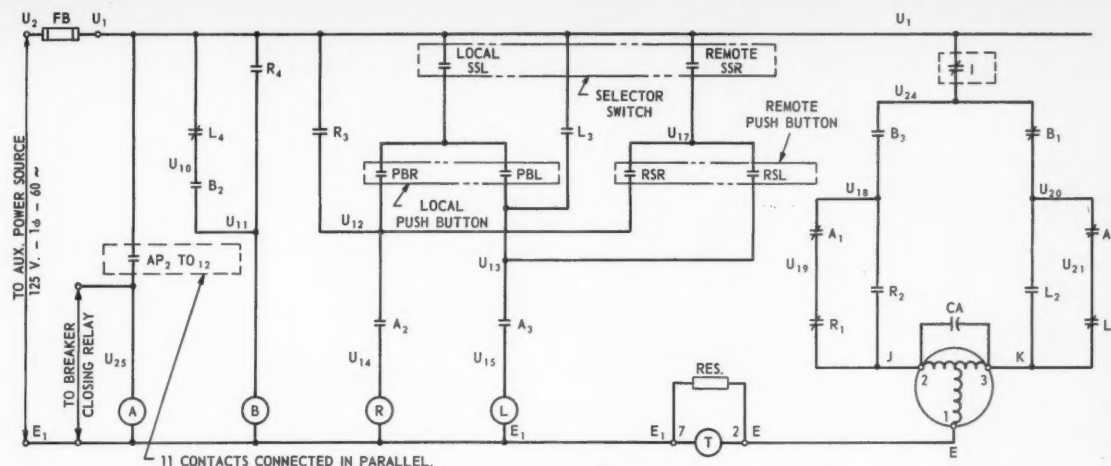 U2 FB U1
U1
LOCAL
SSL
REMOTE
SSR
SELECTOR
SWITCH
REMOTE
PUSH BUTTON
I
U24
R4
L4
R3
L3
U17
B3
B1
U10
B2
PBR
PBL
RSR
RSL
U18
U20
U11
U12
LOCAL
PUSH BUTTON
A1
A
U19
U21
AP2 TO 12
U13
R2
L2
TO AUX. POWER SOURCE
125 V. – 1ϕ – 60 ~
TO BREAKER
CLOSING RELAY
A2
A3
R1
L
CA
U25
U14
U15
RES.
J
K
2
3
1
A
B
R
L
E1
E1
E1
7
T
2
E
E
11 CONTACTS CONNECTED IN PARALLEL.